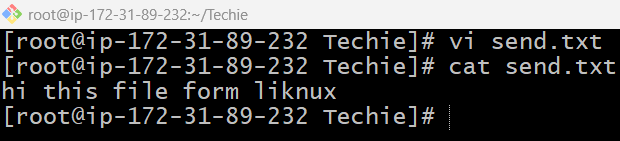 root@ip-172-31-89-232:~/Techie
[root@ip-172-31-89-232 Techie]# vi send.txt
[root@ip-172-31-89-232 Techie]# cat send.txt
hi this file form liknux
[root@ip-172-31-89-232 Techie]#